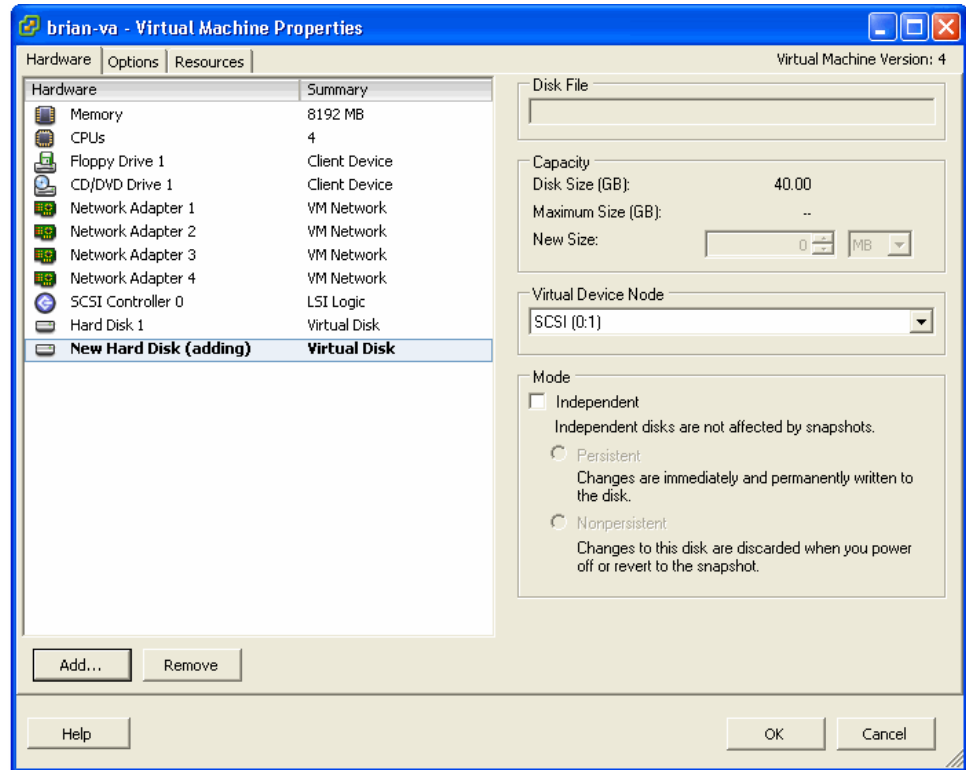 brian-va - Virtual Machine Properties
Hardware Options Resources Virtual Machine Version: 4
Hardware Summary
Memory 8192 MB
CPUs 4
Floppy Drive 1 Client Device
CD/DVD Drive 1 Client Device
Network Adapter 1 VM Network
Network Adapter 2 VM Network
Network Adapter 3 VM Network
Network Adapter 4 VM Network
SCSI Controller 0 LSI Logic
Hard Disk 1 Virtual Disk
New Hard Disk (adding) Virtual Disk
Disk File
Capacity
Disk Size (GB): 40.00
Maximum Size (GB): --
New Size: 0 MB
Virtual Device Node
SCSI (0:1)
Mode
Independent
Independent disks are not affected by snapshots.
Persistent
Changes are immediately and permanently written to
the disk.
Nonpersistent
Changes to this disk are discarded when you power
off or revert to the snapshot.
Add... Remove
Help OK Cancel